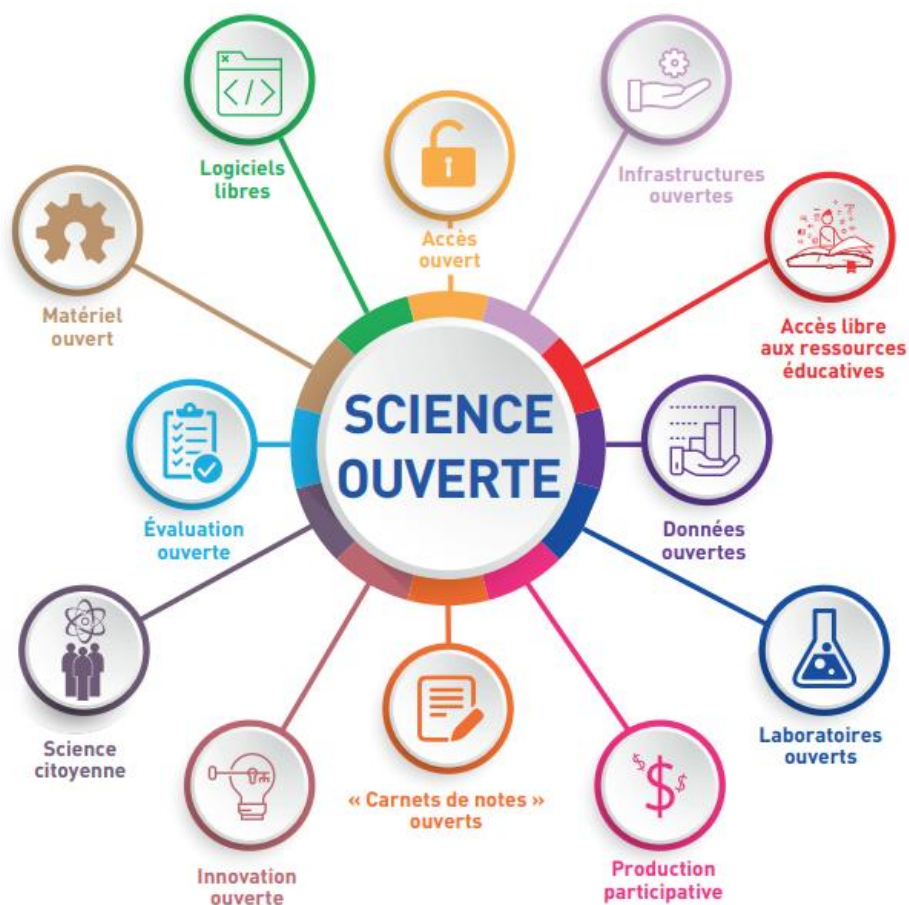 Logiciels
libres
Infrastructures
ouvertes
Accès
ouvert
Matériel
ouvert
Accès libre
aux ressources
éducatives
SCIENCE
OUVERTE
Évaluation
ouverte
Données
ouvertes
Science
citoyenne
Laboratoires
ouverts
« Carnets de notes »
ouverts
Innovation
ouverte
Production
participative